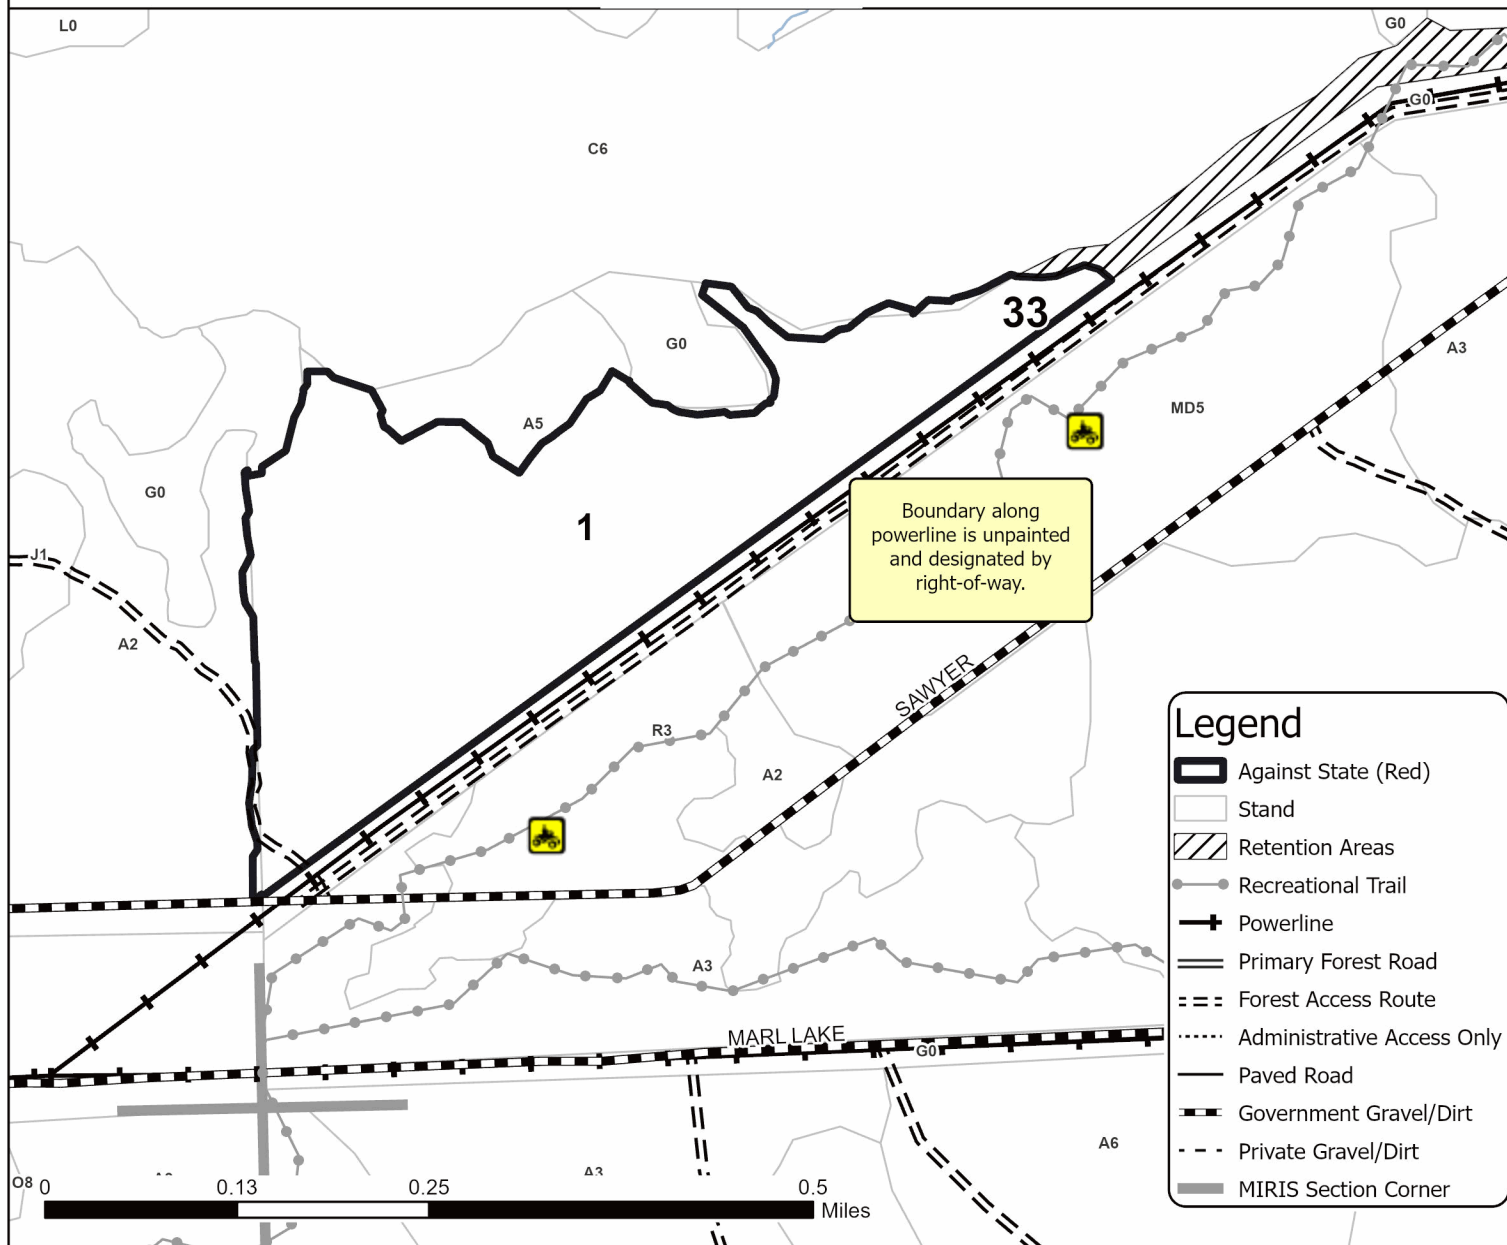 L0
G0
G0
C6
33
G0
A3
A5
MD5
G0
1
Boundary along
powerline is unpainted
and designated by
right-of-way.
J1
A2
SAWYER
R3
A2
A3
MARL LAKE
G0
A6
A3
O8
0
0.13
0.25
0.5
Miles
Legend
Against State (Red)
Stand
Retention Areas
Recreational Trail
Powerline
Primary Forest Road
Forest Access Route
Administrative Access Only
Paved Road
Government Gravel/Dirt
Private Gravel/Dirt
MIRIS Section Corner